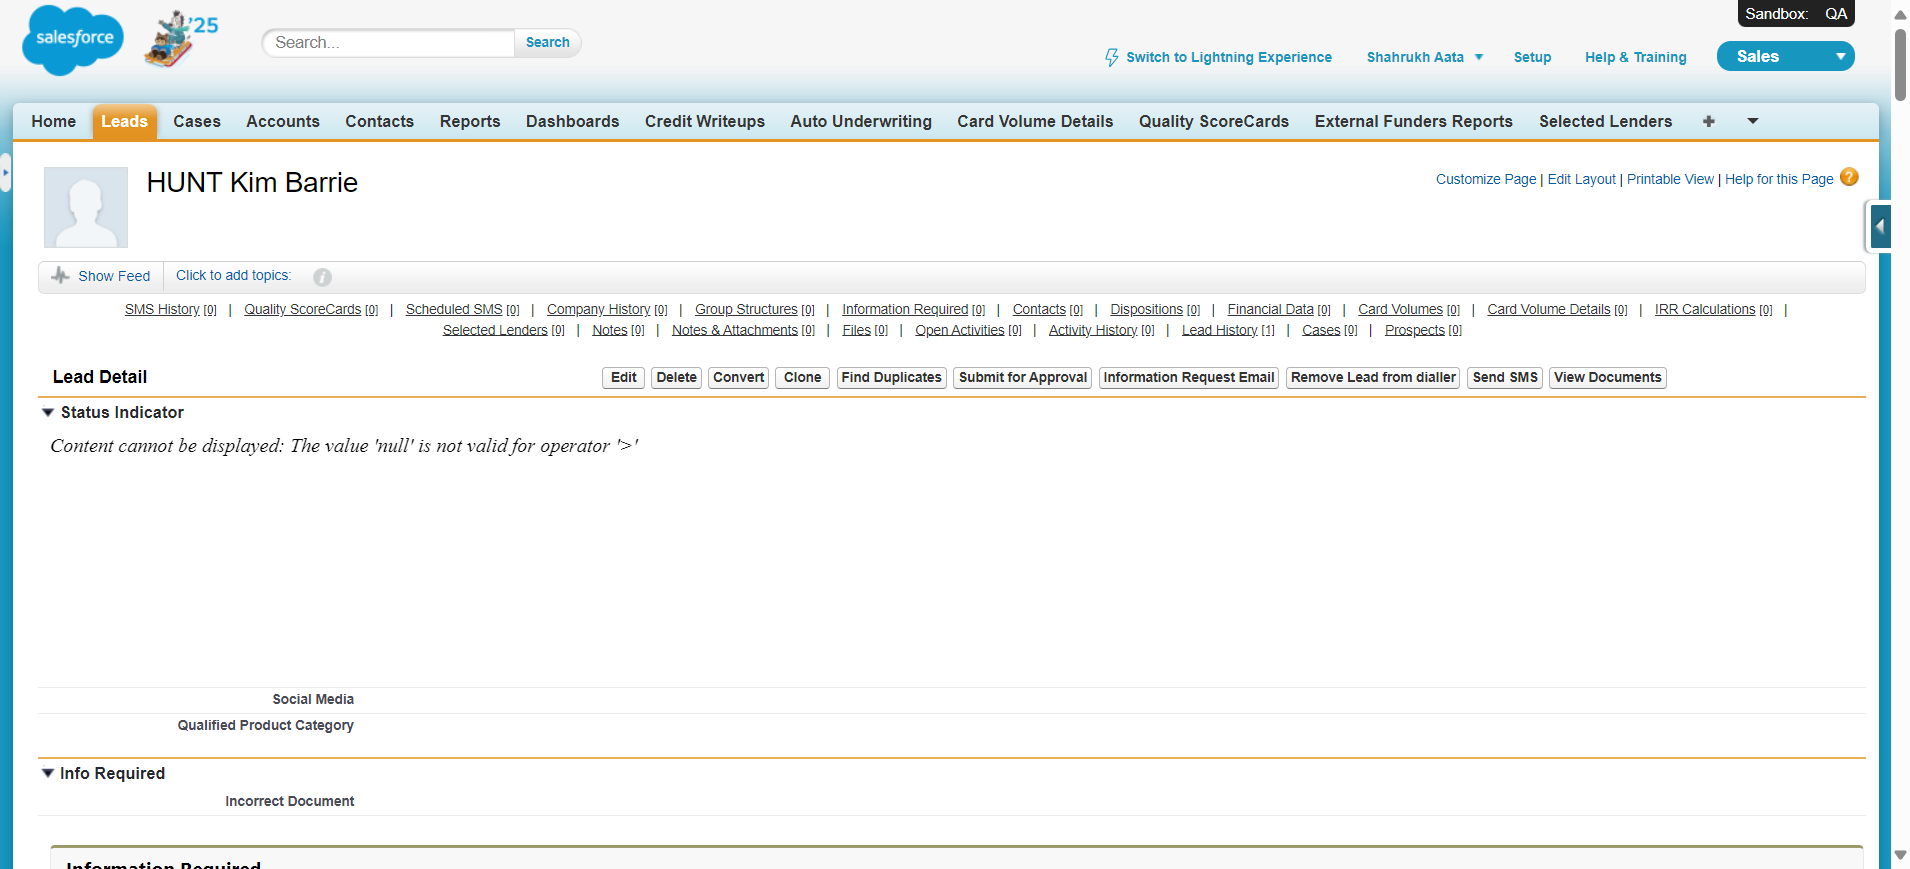 Sandbox: QA
salesforce
'25
Search...
Search
Switch to Lightning Experience
Shahrukh Aata
Setup
Help & Training
Sales
Home
Leads
Cases
Accounts
Contacts
Reports
Dashboards
Credit Writeups
Auto Underwriting
Card Volume Details
Quality ScoreCards
External Funders Reports
Selected Lenders
HUNT Kim Barrie
Customize Page | Edit Layout | Printable View | Help for this Page ?
Show Feed
Click to add topics:
i
SMS History [0] | Quality ScoreCards [0] | Scheduled SMS [0] | Company History [0] | Group Structures [0] | Information Required [0] | Contacts [0] | Dispositions [0] | Financial Data [0] | Card Volumes [0] | Card Volume Details [0] | IRR Calculations [0] |
Selected Lenders [0] | Notes [0] | Notes & Attachments [0] | Files [0] | Open Activities [0] | Activity History [0] | Lead History [1] | Cases [0] | Prospects [0]
Lead Detail
Edit
Delete
Convert
Clone
Find Duplicates
Submit for Approval
Information Request Email
Remove Lead from dialler
Send SMS
View Documents
Status Indicator
Content cannot be displayed: The value 'null' is not valid for operator '>'
Social Media
Qualified Product Category
Info Required
Incorrect Document
Information Required